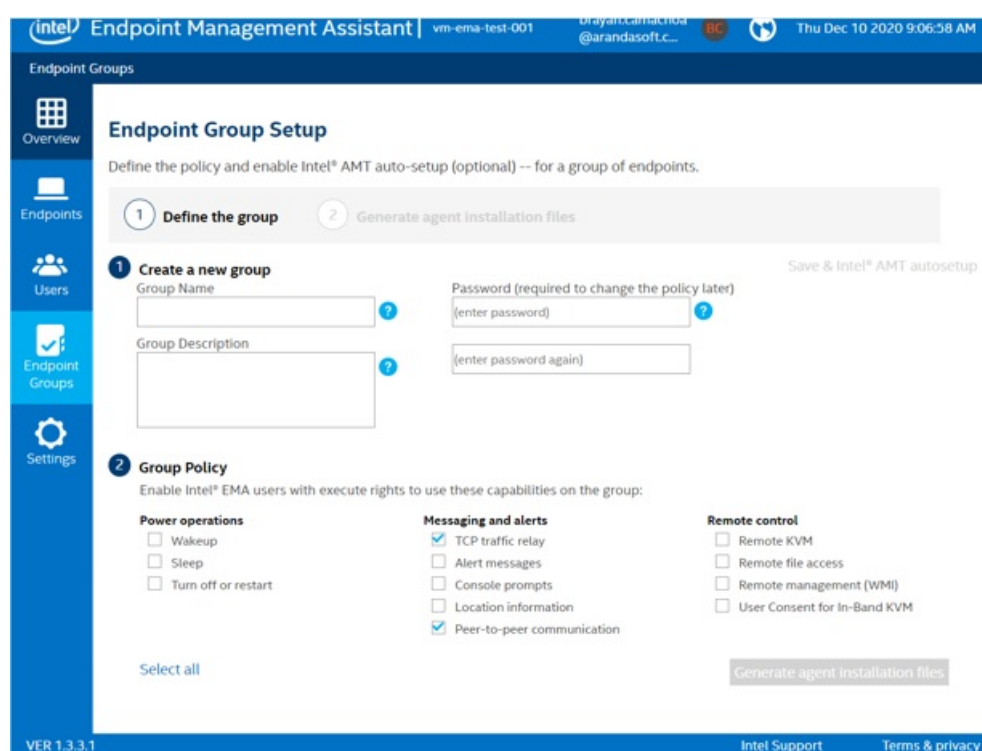 intel Endpoint Management Assistant | vm-ema-test-001 brayan.camachoa BC Thu Dec 10 2020 9:06:58 AM
@arandasoft.c...
Endpoint Groups
Overview
Endpoints
Users
Endpoint
Groups
Settings
Endpoint Group Setup
Define the policy and enable Intel® AMT auto-setup (optional) -- for a group of endpoints.
1 Define the group 2 Generate agent installation files
1 Create a new group Save & Intel® AMT autosetup
Group Name Password (required to change the policy later)
? (enter password) ?
Group Description
? (enter password again)
2 Group Policy
Enable Intel® EMA users with execute rights to use these capabilities on the group:
Power operations Messaging and alerts Remote control
Wakeup TCP traffic relay Remote KVM
Sleep Alert messages Remote file access
Turn off or restart Console prompts Remote management (WMI)
Location information User Consent for In-Band KVM
Peer-to-peer communication
Select all Generate agent installation files
VER 1.3.3.1 Intel Support Terms & privacy